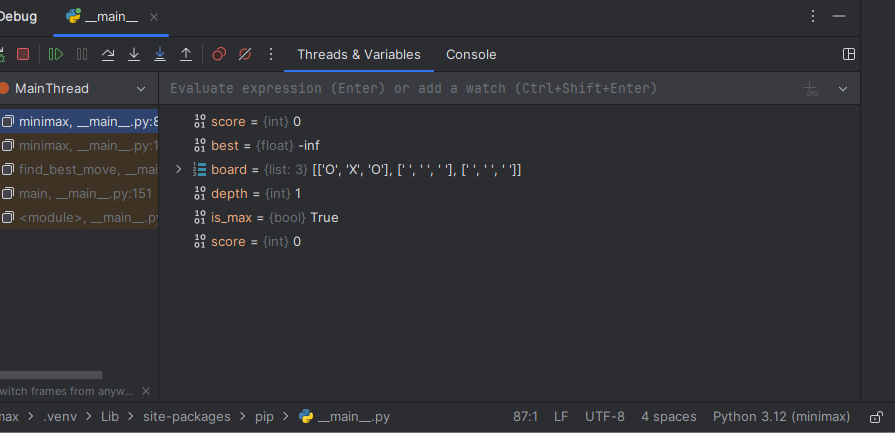 Debug __main__
Threads & Variables Console
MainThread
Evaluate expression (Enter) or add a watch (Ctrl+Shift+Enter)
minimax, __main__.py:8
minimax, __main__.py:1
find_best_move, __mai
main, __main__.py:151
<module>, __main__.py
score = {int} 0
best = {float} -inf
board = {list: 3} [['O', 'X', 'O'], [' ', ' ', ' '], [' ', ' ', ' ']]
depth = {int} 1
is_max = {bool} True
score = {int} 0
witch frames from anyw...
max > .venv > Lib > site-packages > pip > __main__.py 87:1 LF UTF-8 4 spaces Python 3.12 (minimax)